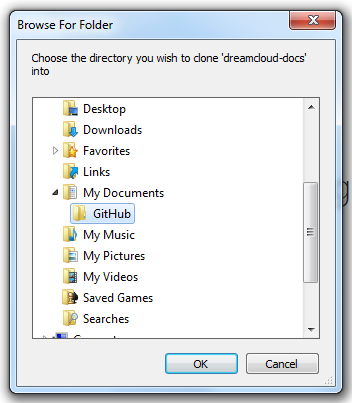 Browse For Folder
Choose the directory you wish to clone 'dreamcloud-docs'
into
Desktop
Downloads
Favorites
Links
My Documents
GitHub
My Music
My Pictures
My Videos
Saved Games
Searches
OK
Cancel